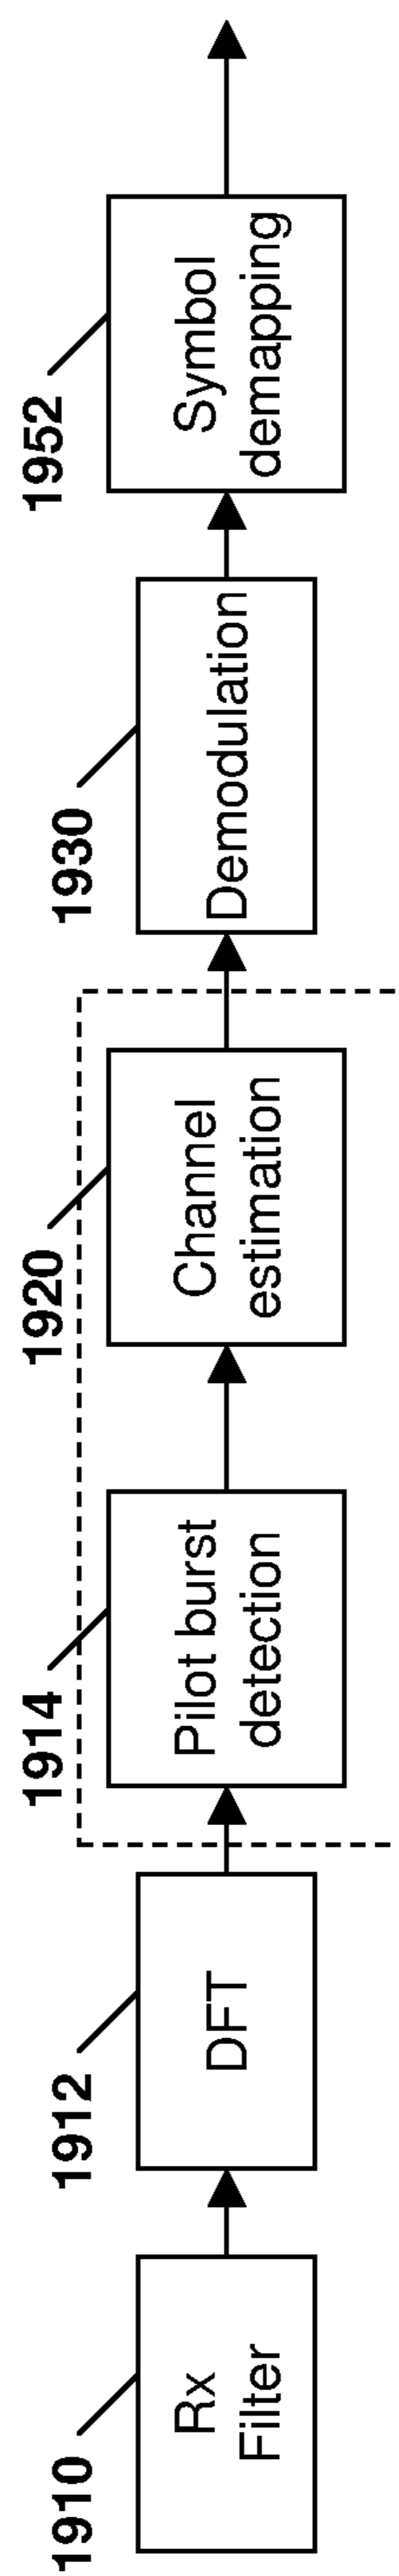 1910
Rx
Filter
1912
DFT
1914
Pilot burst
detection
1920
Channel
estimation
1930
Demodulation
1952
Symbol
demapping